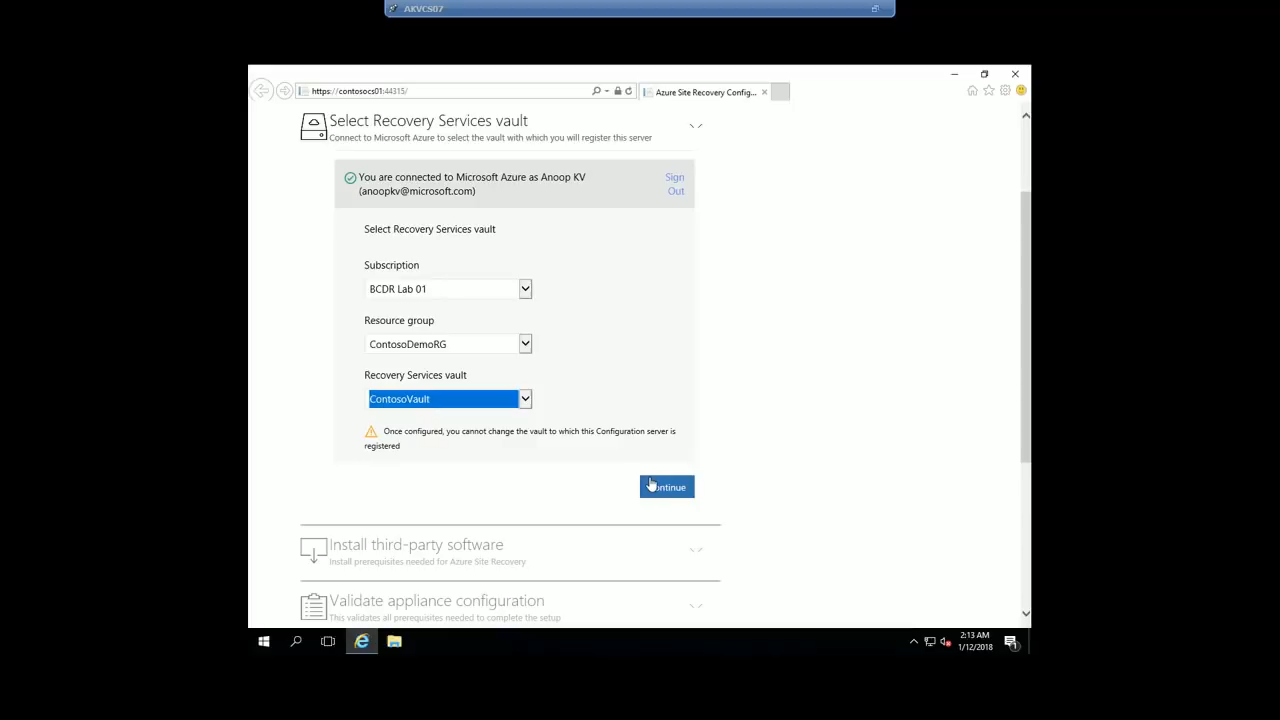 AKVCS07
https://contosocs01:44315/
Azure Site Recovery Config...
Select Recovery Services vault
Connect to Microsoft Azure to select the vault with which you will register this server
You are connected to Microsoft Azure as Anoop KV
(anoopkv@microsoft.com)
Sign
Out
Select Recovery Services vault
Subscription
BCDR Lab 01
Resource group
ContosoDemoRG
Recovery Services vault
ContosoVault
Once configured, you cannot change the vault to which this Configuration server is
registered
Continue
Install third-party software
Install prerequisites needed for Azure Site Recovery
Validate appliance configuration
This validates all prerequisites needed to complete the setup
2:13 AM
1/12/2018
1